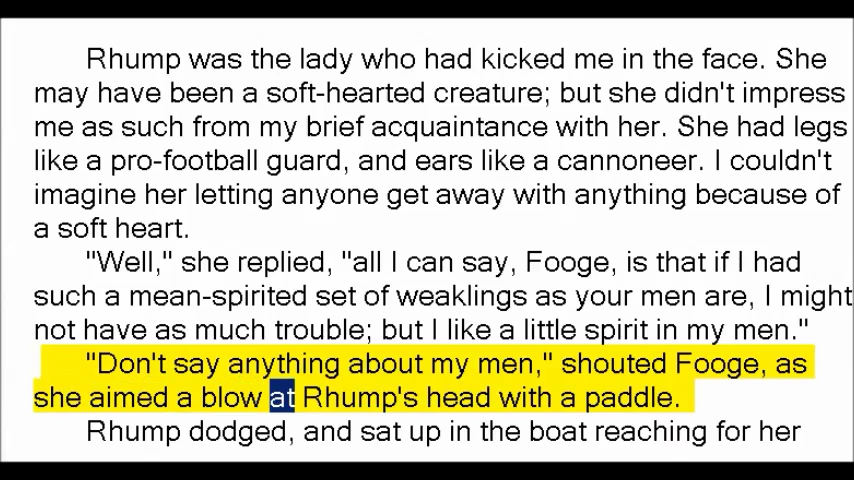 Rhump was the lady who had kicked me in the face. She
may have been a soft-hearted creature; but she didn't impress
me as such from my brief acquaintance with her. She had legs
like a pro-football guard, and ears like a cannoneer. I couldn't
imagine her letting anyone get away with anything because of
a soft heart.
"Well," she replied, "all I can say, Fooge, is that if I had
such a mean-spirited set of weaklings as your men are, I might
not have as much trouble; but I like a little spirit in my men."
"Don't say anything about my men," shouted Fooge, as
she aimed a blow at Rhump's head with a paddle.
Rhump dodged, and sat up in the boat reaching for her